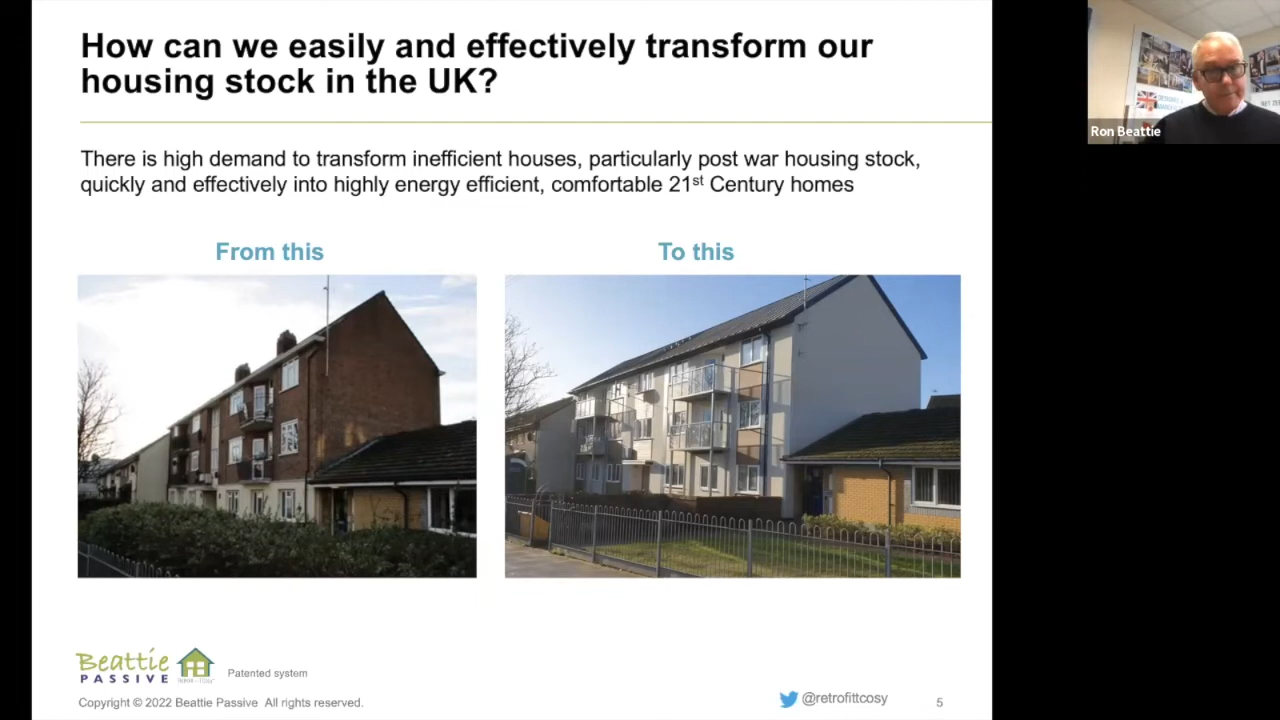 How can we easily and effectively transform our
housing stock in the UK?
There is high demand to transform inefficient houses, particularly post war housing stock,
quickly and effectively into highly energy efficient, comfortable 21st Century homes
From this
To this
Beattie
PASSIVE
Patented system
Copyright © 2022 Beattie Passive All rights reserved.
@retrofittcosy
5
Ron Beattie